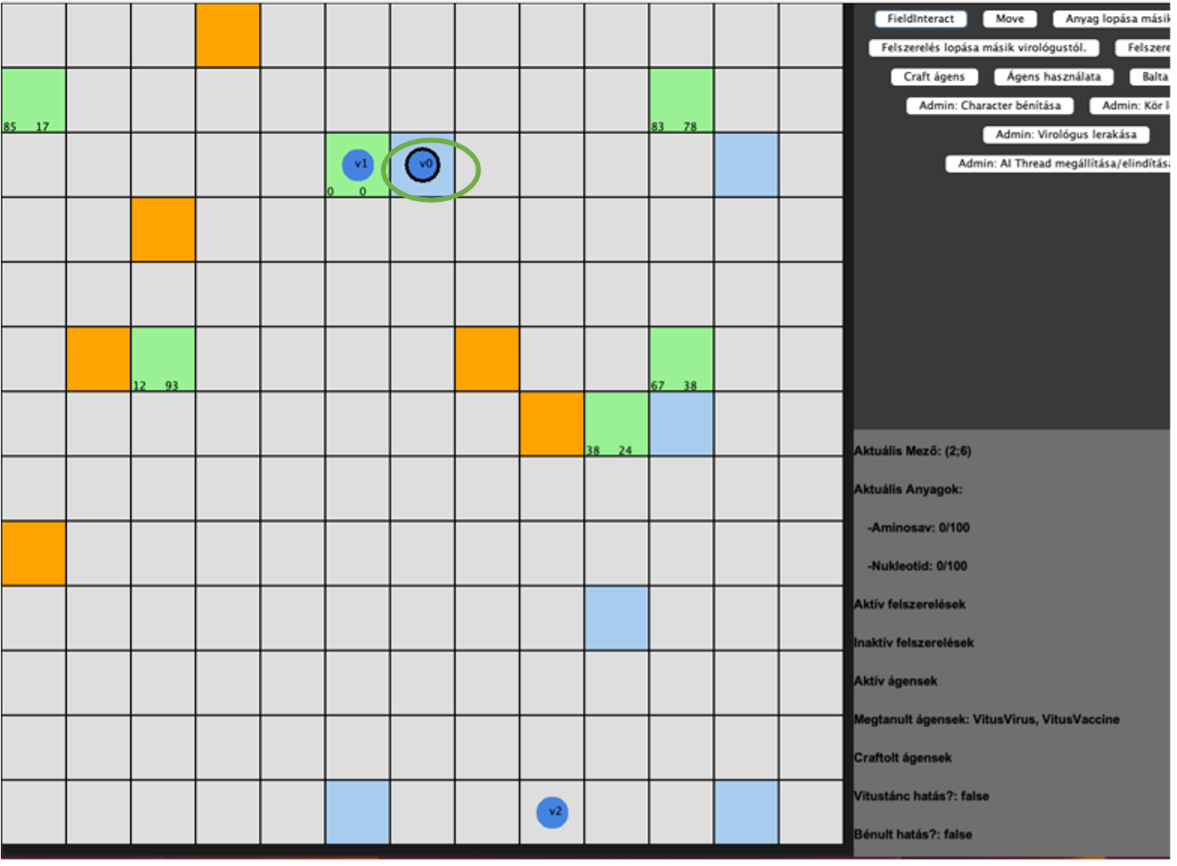 FieldInteract Move Anyag lopása másik
Felszerelés lopása másik virológustól. Felszere
85 17
83 78
Craft ágens Ágens használata Balta
Admin: Character bénítása Admin: Kör l
Admin: Virológus lerakása
v1 v0
Admin: AI Thread megállítása/elindítása
0 0
12 93
67 38
38 24
Aktuális Mező: (2;6)
Aktuális Anyagok:
-Aminosav: 0/100
-Nukleotid: 0/100
Aktív felszerelések
Inaktív felszerelések
Aktív ágensek
Megtanult ágensek: VitusVirus, VitusVaccine
Craftolt ágensek
Vitustánc hatás?: false
v2
Bénult hatás?: false